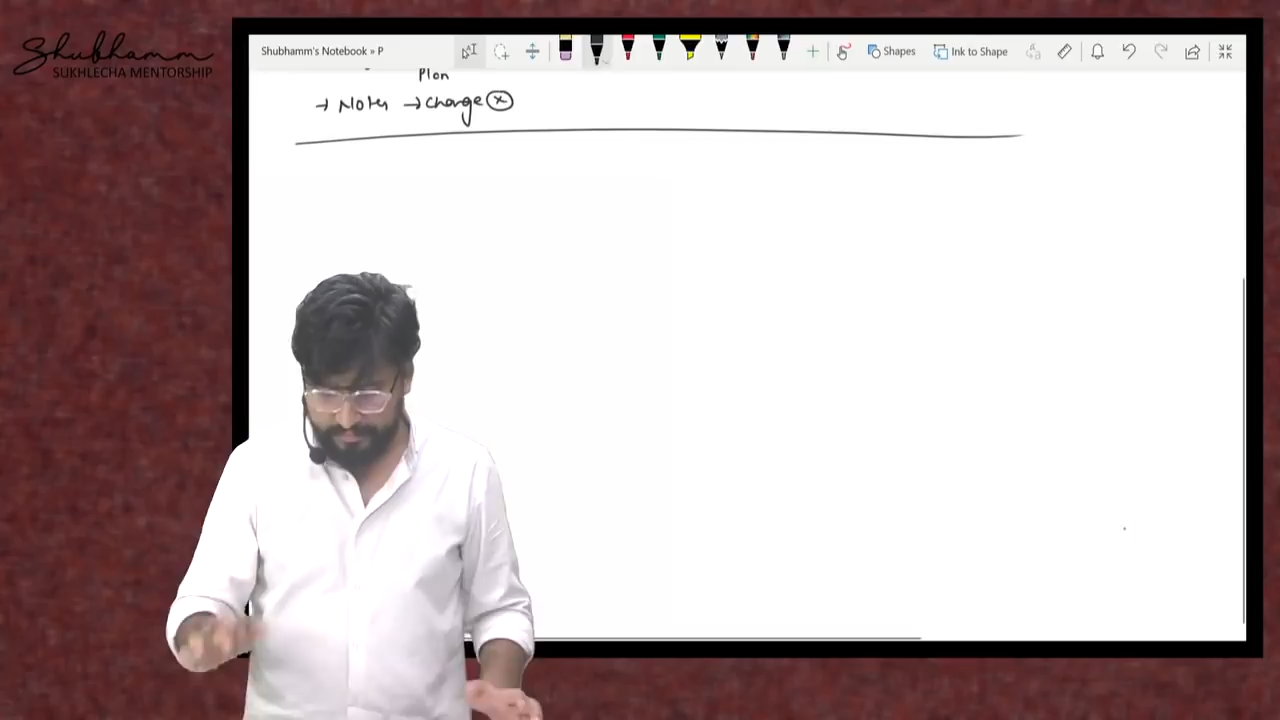 Shubhamm
SUKHLECHA MENTORSHIP
Shubhamm's Notebook » P
Shapes
Ink to Shape
Plan
→ Notes → Change ⓧ